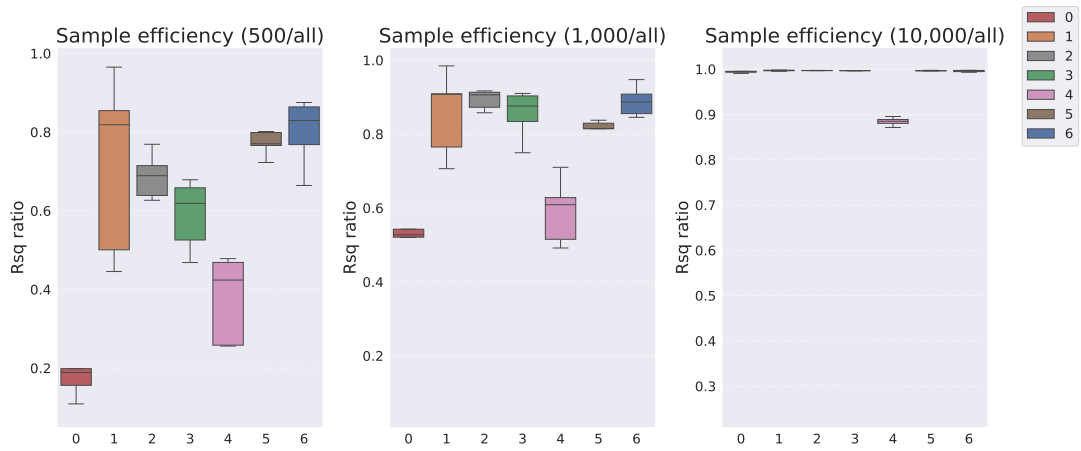 Sample efficiency (500/all)
Rsq ratio
1.0
0.8
0.6
0.4
0.2
0 1 2 3 4 5 6
Sample efficiency (1,000/all)
Rsq ratio
1.0
0.8
0.6
0.4
0.2
0 1 2 3 4 5 6
Sample efficiency (10,000/all)
Rsq ratio
1.0
0.9
0.8
0.7
0.6
0.5
0.4
0.3
0 1 2 3 4 5 6
0
1
2
3
4
5
6